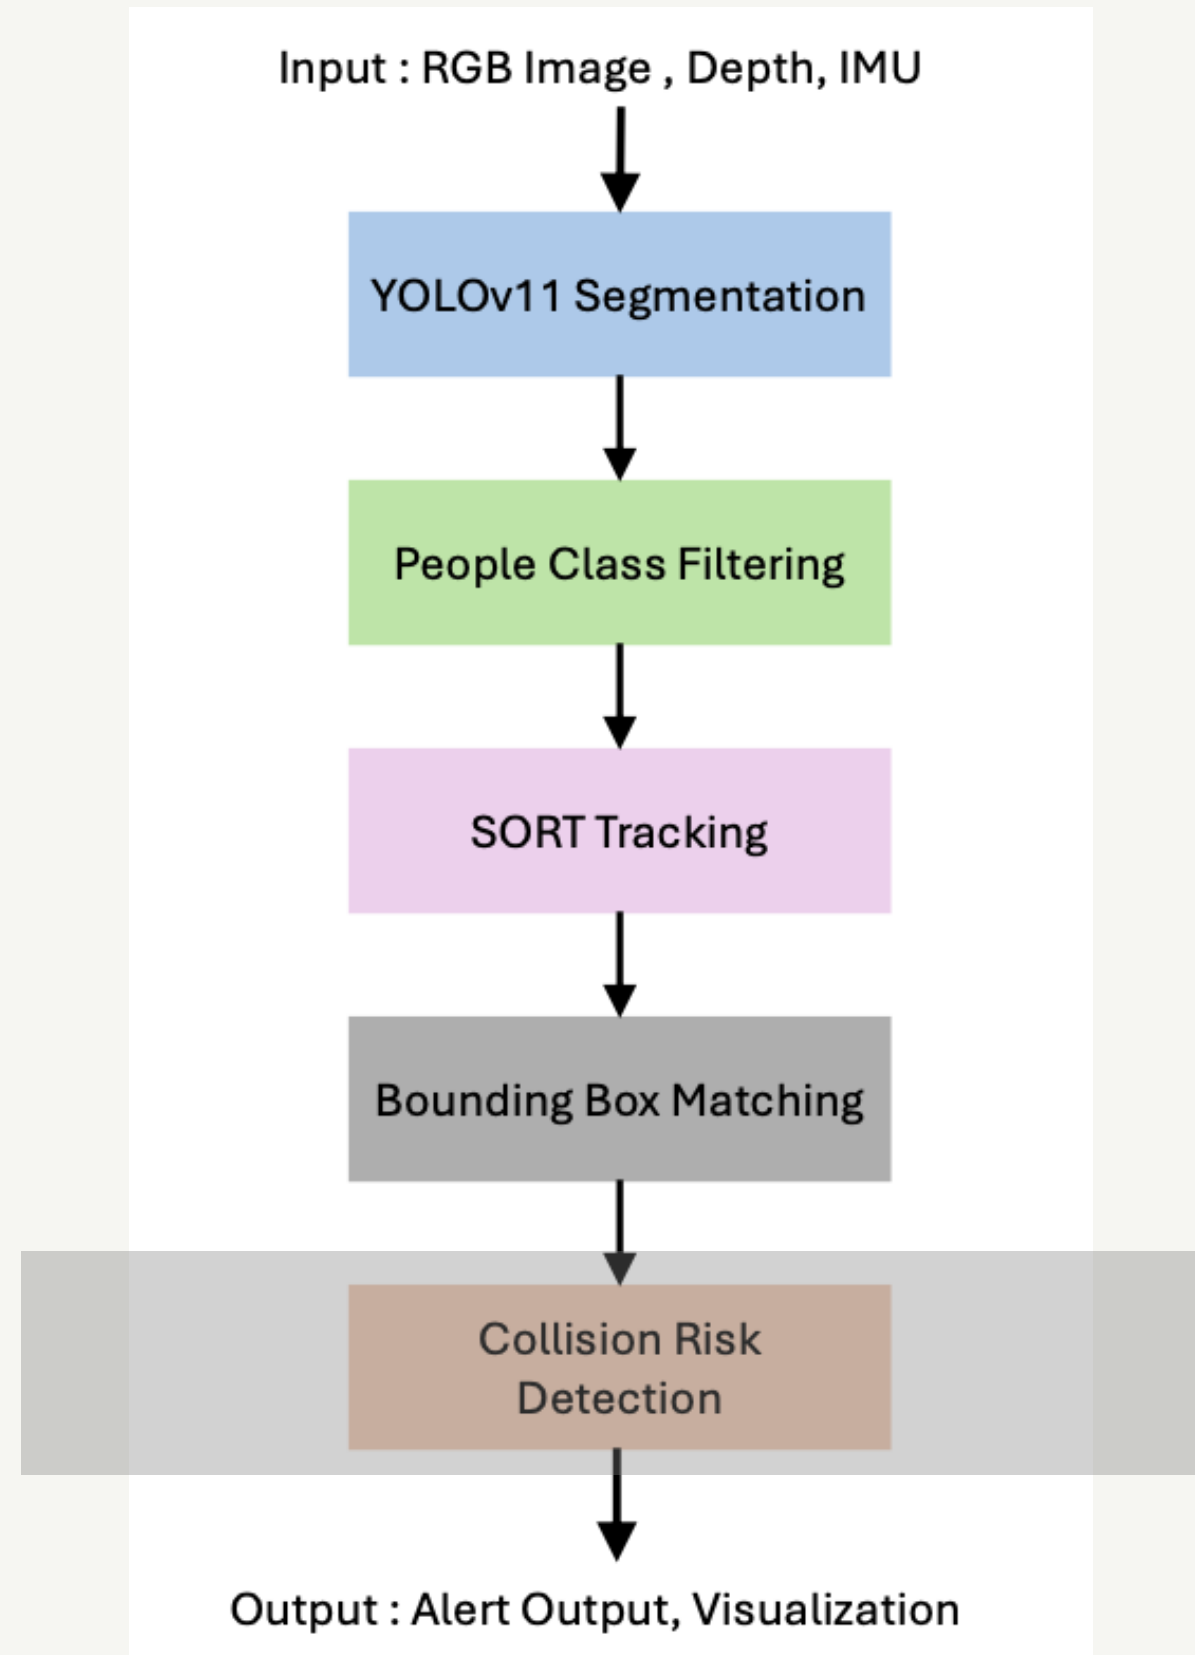 Input : RGB Image , Depth, IMU
YOLOv11 Segmentation
People Class Filtering
SORT Tracking
Bounding Box Matching
Collision Risk
Detection
Output : Alert Output, Visualization